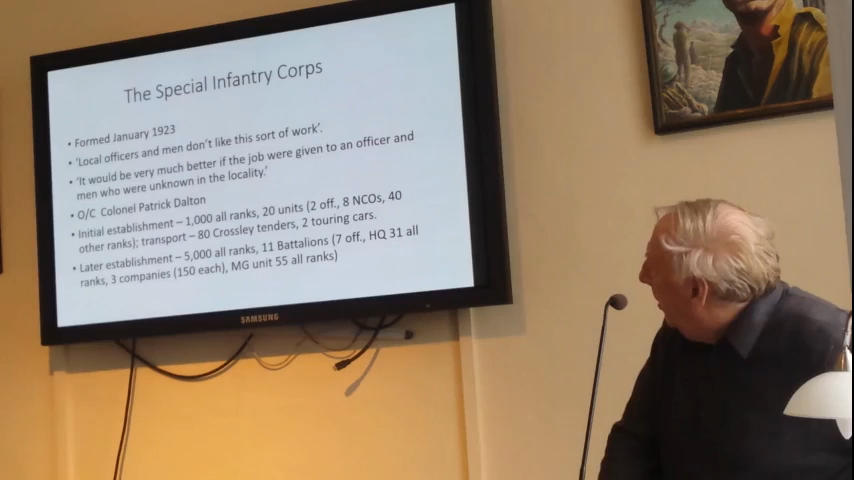 The Special Infantry Corps
• Formed January 1923
• 'Local officers and men don't like this sort of work'.
• 'It would be very much better if the job were given to an officer and
men who were unknown in the locality.'
• O/C Colonel Patrick Dalton
• Initial establishment – 1,000 all ranks, 20 units (2 off., 8 NCOs, 40
other ranks); transport – 80 Crossley tenders, 2 touring cars.
• Later establishment – 5,000 all ranks, 11 Battalions (7 off., HQ 31 all
ranks, 3 companies (150 each), MG unit 55 all ranks)
SAMSUNG